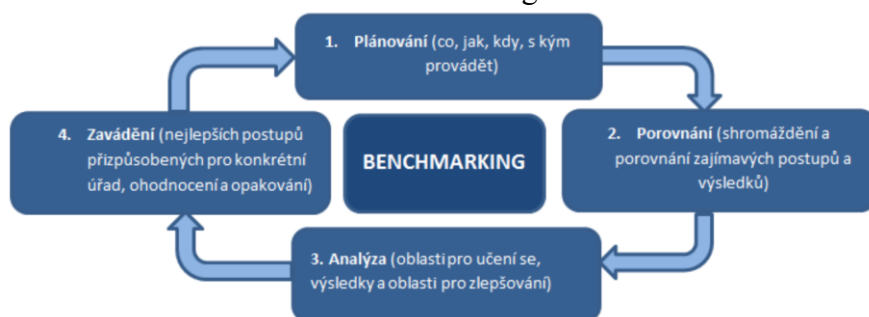 1. Plánování (co, jak, kdy, s kým
provádět)
2. Porovnání (shromáždění a
porovnání zajímavých postupů a
výsledků)
3. Analýza (oblasti pro učení se,
výsledky a oblasti pro zlepšování)
4. Zavádění (nejlepších postupů
přizpůsobených pro konkrétní
úřad, ohodnocení a opakování)
BENCHMARKING